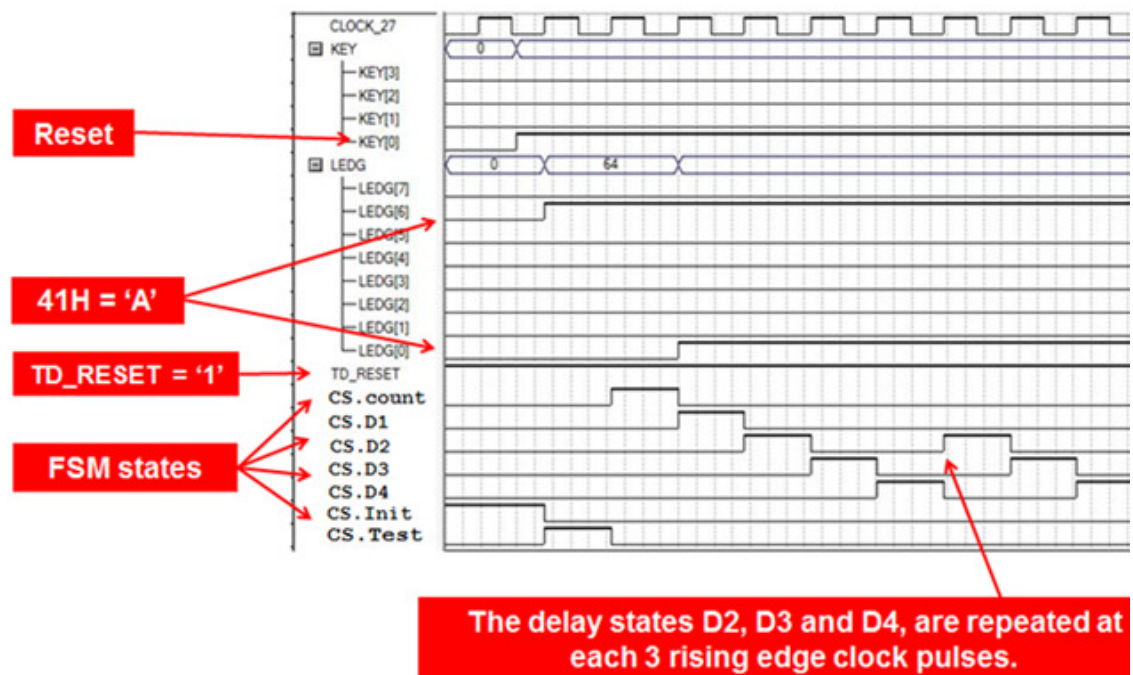 CLOCK_27
KEY
0
KEY[3]
KEY[2]
KEY[1]
Reset
KEY[0]
LEDG
0
64
LEDG[7]
LEDG[6]
LEDG[5]
LEDG[4]
41H = ‘A’
LEDG[3]
LEDG[2]
LEDG[1]
LEDG[0]
TD_RESET = ‘1’
TD_RESET
CS.count
CS.D1
CS.D2
FSM states
CS.D3
CS.D4
CS.Init
CS.Test
The delay states D2, D3 and D4, are repeated at
each 3 rising edge clock pulses.